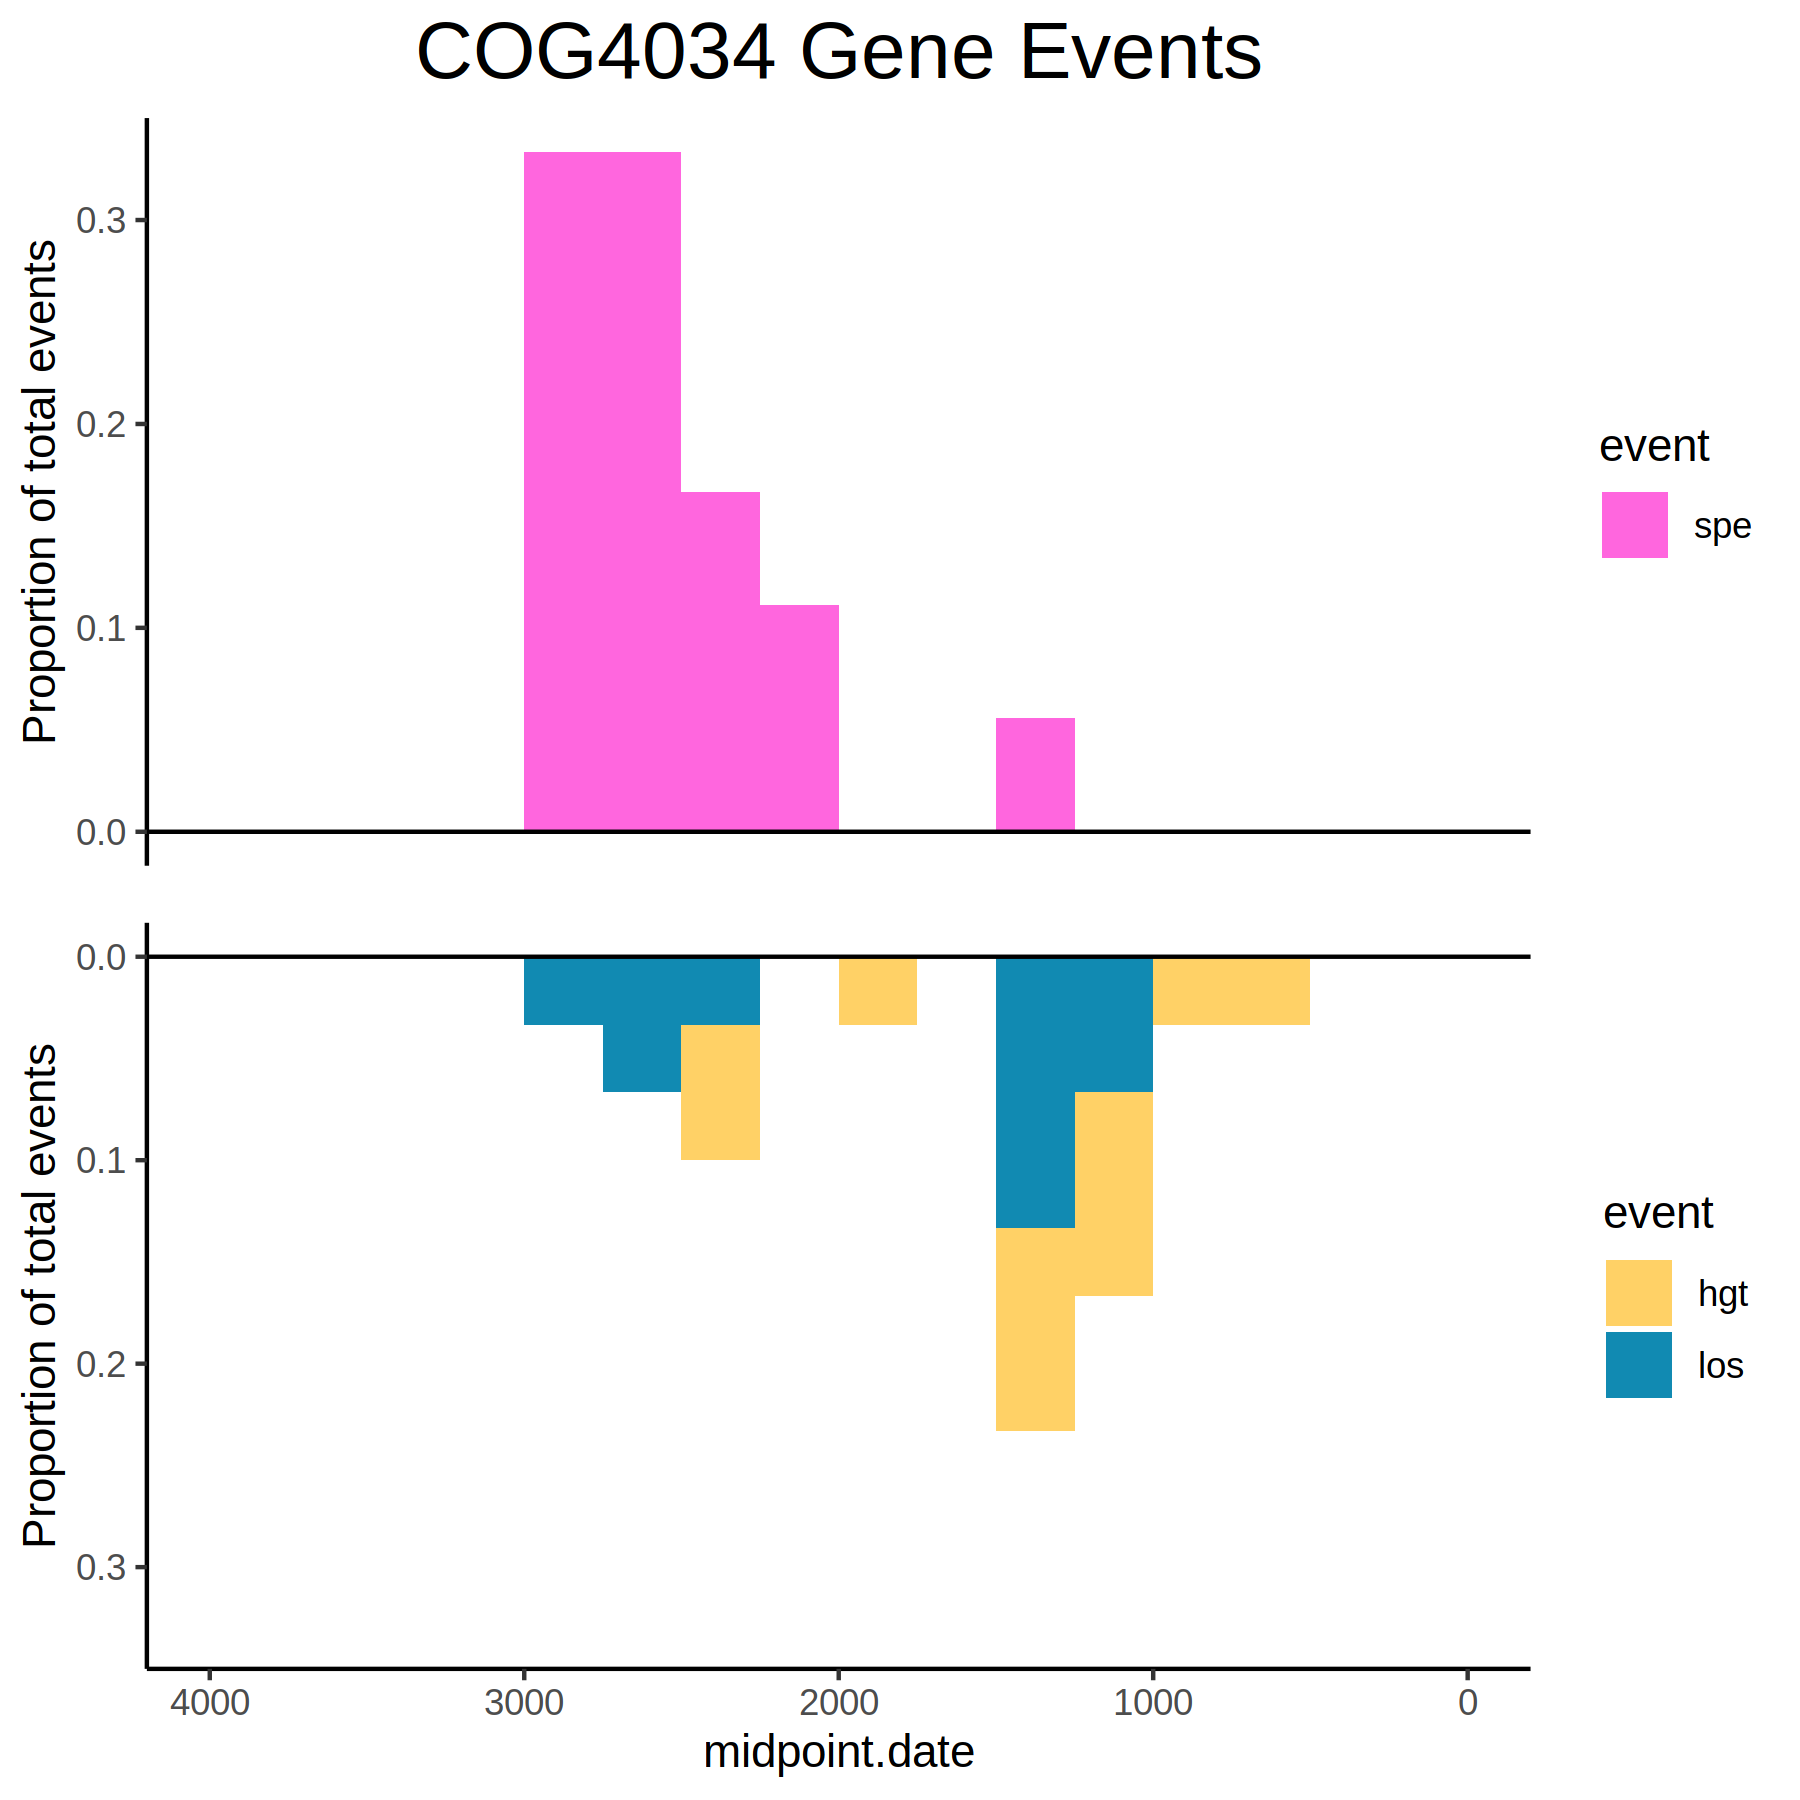 COG4034 Gene Events
Proportion of total events
0.3
0.2
0.1
0.0
event
spe
Proportion of total events
0.0
0.1
0.2
0.3
event
hgt
los
4000 3000 2000 1000 0
midpoint.date